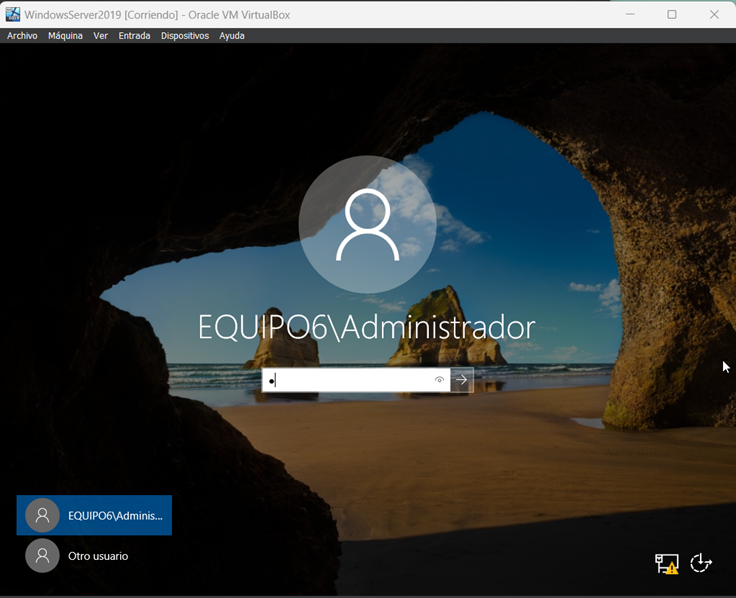 WindowsServer2019 [Corriendo] - Oracle VM VirtualBox
Archivo Máquina Ver Entrada Dispositivos Ayuda
EQUIPO6\Administrador
EQUIPO6\Adminis...
Otro usuario